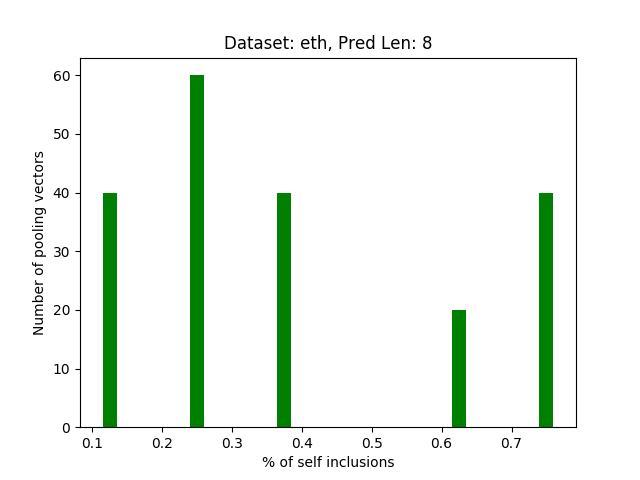 Dataset: eth, Pred Len: 8
Number of pooling vectors
60
50
40
30
20
10
0
0.1 0.2 0.3 0.4 0.5 0.6 0.7
% of self inclusions